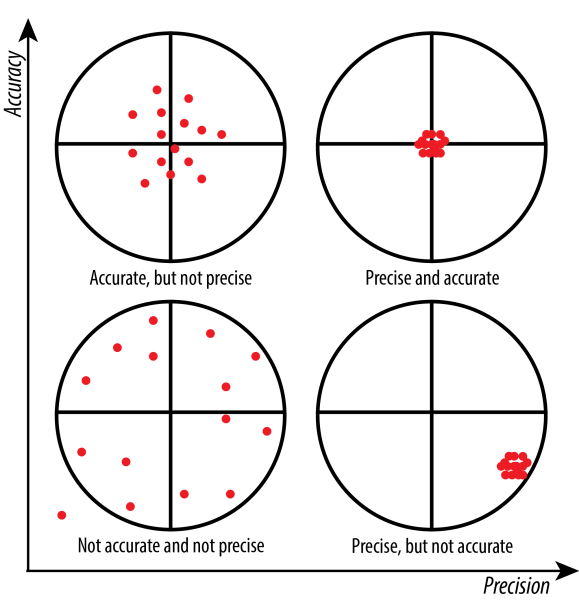 Accuracy
Accurate, but not precise
Precise and accurate
Not accurate and not precise
Precise, but not accurate
Precision